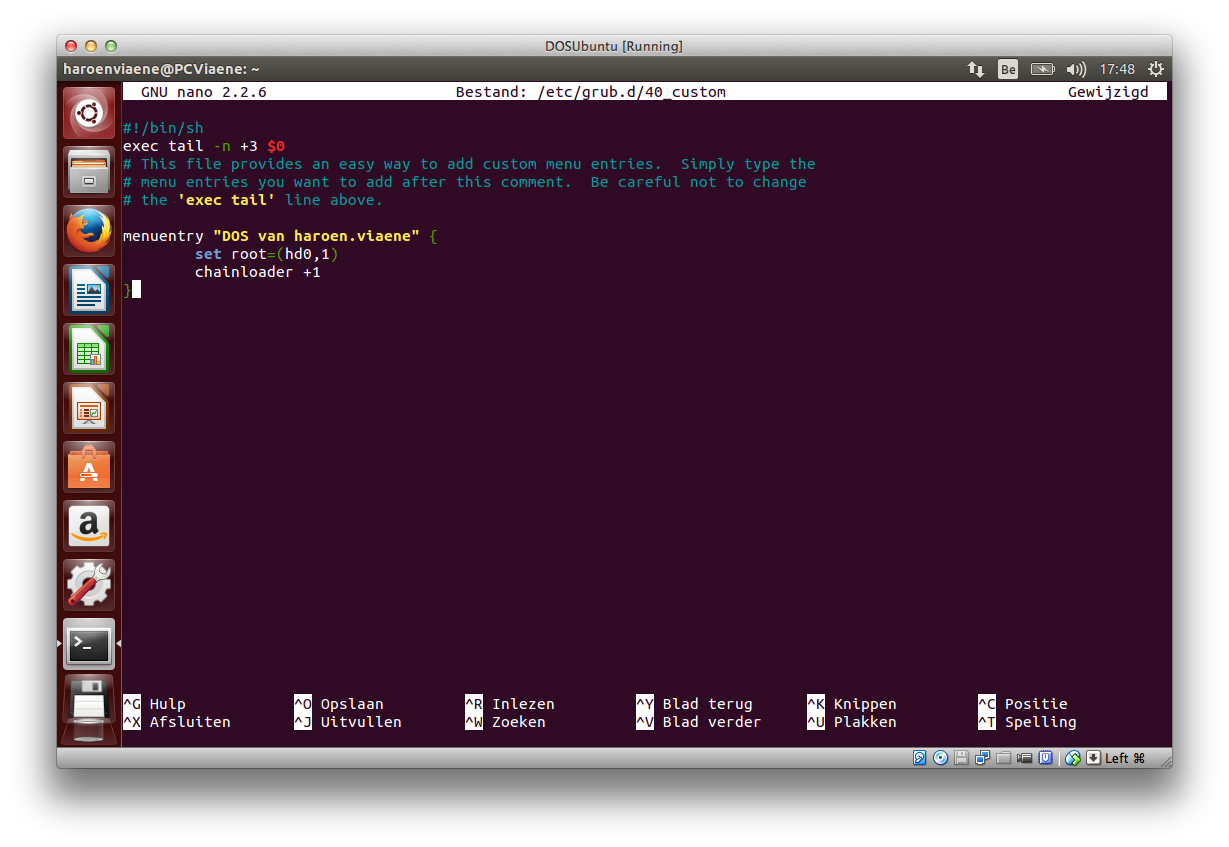 DOSUbuntu [Running]
haroenviaene@PCViaene: ~ Be 17:48
GNU nano 2.2.6 Bestand: /etc/grub.d/40_custom Gewijzigd
#!/bin/sh
exec tail -n +3 $0
# This file provides an easy way to add custom menu entries.  Simply type the
# menu entries you want to add after this comment.  Be careful not to change
# the 'exec tail' line above.
menuentry "DOS van haroen.viaene" {
        set root=(hd0,1)
        chainloader +1
}
^G Hulp ^O Opslaan ^R Inlezen ^Y Blad terug ^K Knippen ^C Positie
^X Afsluiten ^J Uitvullen ^W Zoeken ^V Blad verder ^U Plakken ^T Spelling
Left ⌘